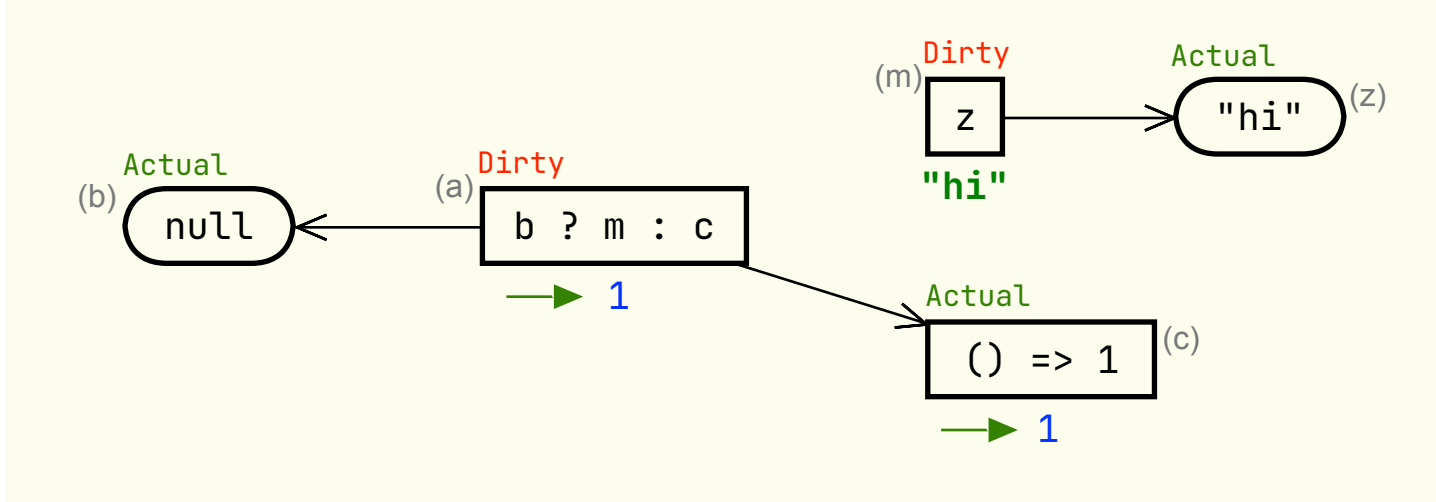 Dirty
Actual
(m)
z
"hi"
(z)
"hi"
Actual
Dirty
(b)
null
(a)
b ? m : c
1
Actual
() => 1
(c)
1